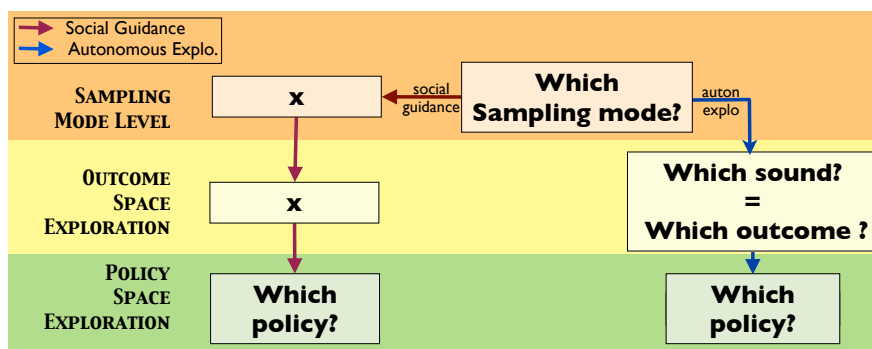 Social Guidance
Autonomous Explo.
SAMPLING
MODE LEVEL
x
social
guidance
Which
Sampling mode?
auton
explo
OUTCOME
SPACE
EXPLORATION
x
Which sound?
=
Which outcome ?
POLICY
SPACE
EXPLORATION
Which
policy?
Which
policy?